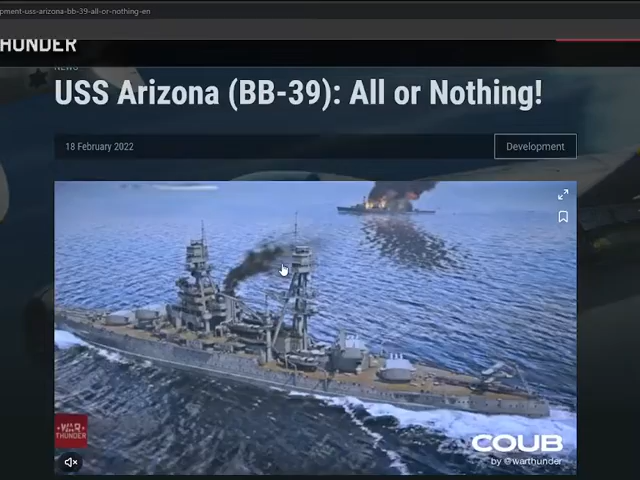 pment-uss-arizona-bb-39-all-or-nothing-en
HUNDER
NEWS
USS Arizona (BB-39): All or Nothing!
18 February 2022
Development
WAR
THUNDER
COUB
by @warthunder